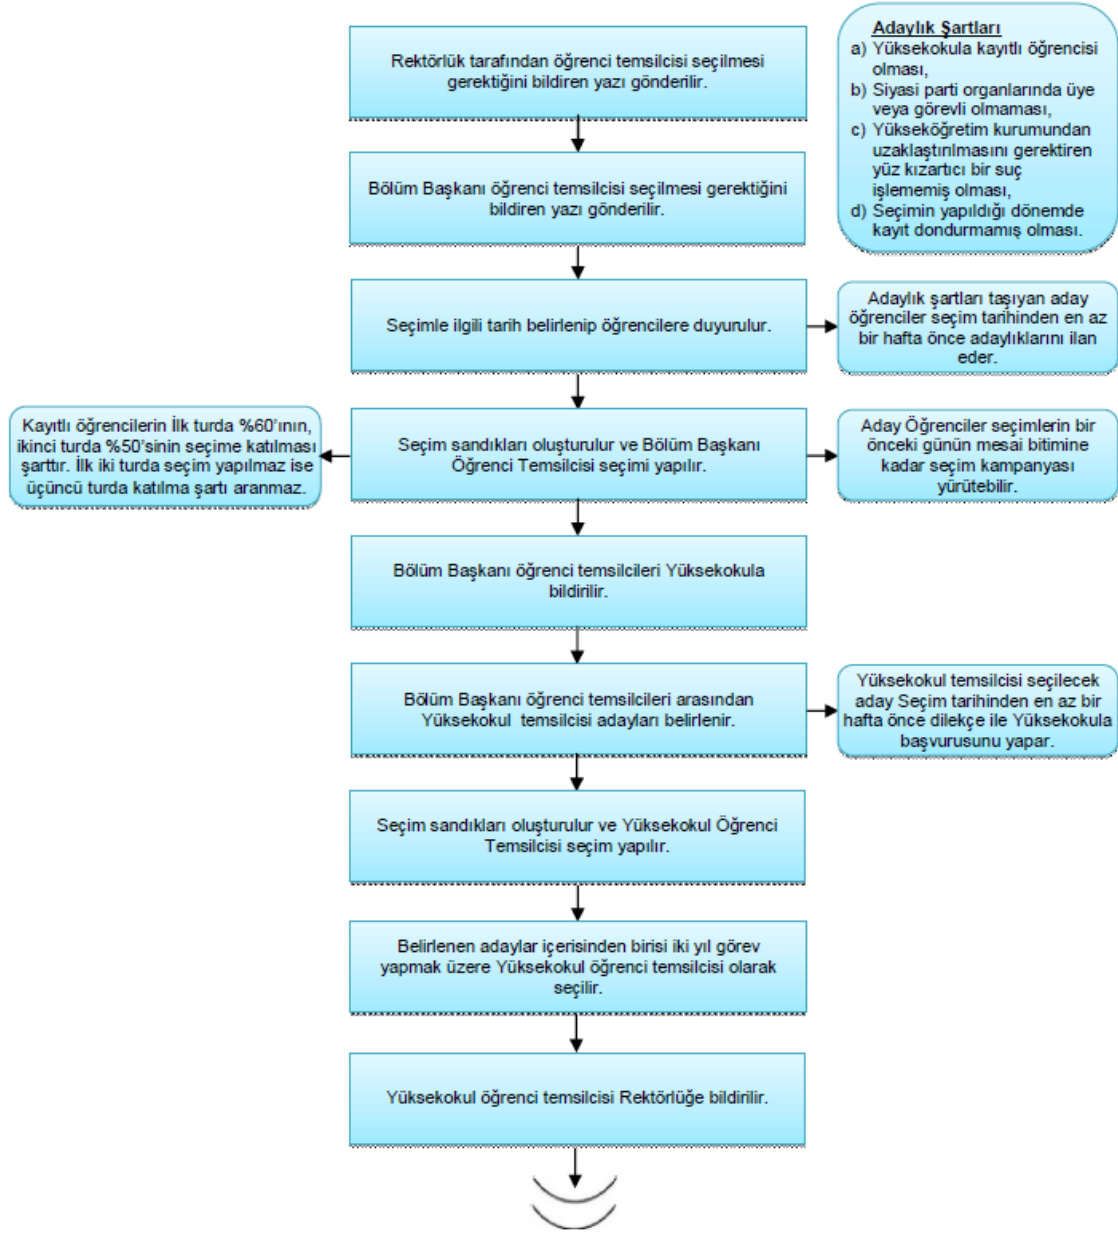 Rektörlük tarafından öğrenci temsilcisi seçilmesi
gerektiğini bildiren yazı gönderilir.
Adaylık Şartları
a) Yüksekokula kayıtlı öğrencisi
olması,
b) Siyasi parti organlarında üye
veya görevli olmaması,
c) Yükseköğretim kurumundan
uzaklaştırılmasını gerektiren
yüz kızartıcı bir suç
işlememiş olması,
d) Seçimin yapıldığı dönemde
kayıt dondurmamış olması.
Bölüm Başkanı öğrenci temsilcisi seçilmesi gerektiğini
bildiren yazı gönderilir.
Seçimle ilgili tarih belirlenip öğrencilere duyurulur.
Adaylık şartları taşıyan aday
öğrenciler seçim tarihinden en az
bir hafta önce adaylıklarını ilan
eder.
Kayıtlı öğrencilerin İlk turda %60’ının,
ikinci turda %50’sinin seçime katılması
şarttır. İlk iki turda seçim yapılmaz ise
üçüncü turda katılma şartı aranmaz.
Seçim sandıkları oluşturulur ve Bölüm Başkanı
Öğrenci Temsilcisi seçimi yapılır.
Aday Öğrenciler seçimlerin bir
önceki günün mesai bitimine
kadar seçim kampanyası
yürütebilir.
Bölüm Başkanı öğrenci temsilcileri Yüksekokula
bildirilir.
Bölüm Başkanı öğrenci temsilcileri arasından
Yüksekokul temsilcisi adayları belirlenir.
Yüksekokul temsilcisi seçilecek
aday Seçim tarihinden en az bir
hafta önce dilekçe ile Yüksekokula
başvurusunu yapar.
Seçim sandıkları oluşturulur ve Yüksekokul Öğrenci
Temsilcisi seçim yapılır.
Belirlenen adaylar içerisinden birisi iki yıl görev
yapmak üzere Yüksekokul öğrenci temsilcisi olarak
seçilir.
Yüksekokul öğrenci temsilcisi Rektörlüğe bildirilir.